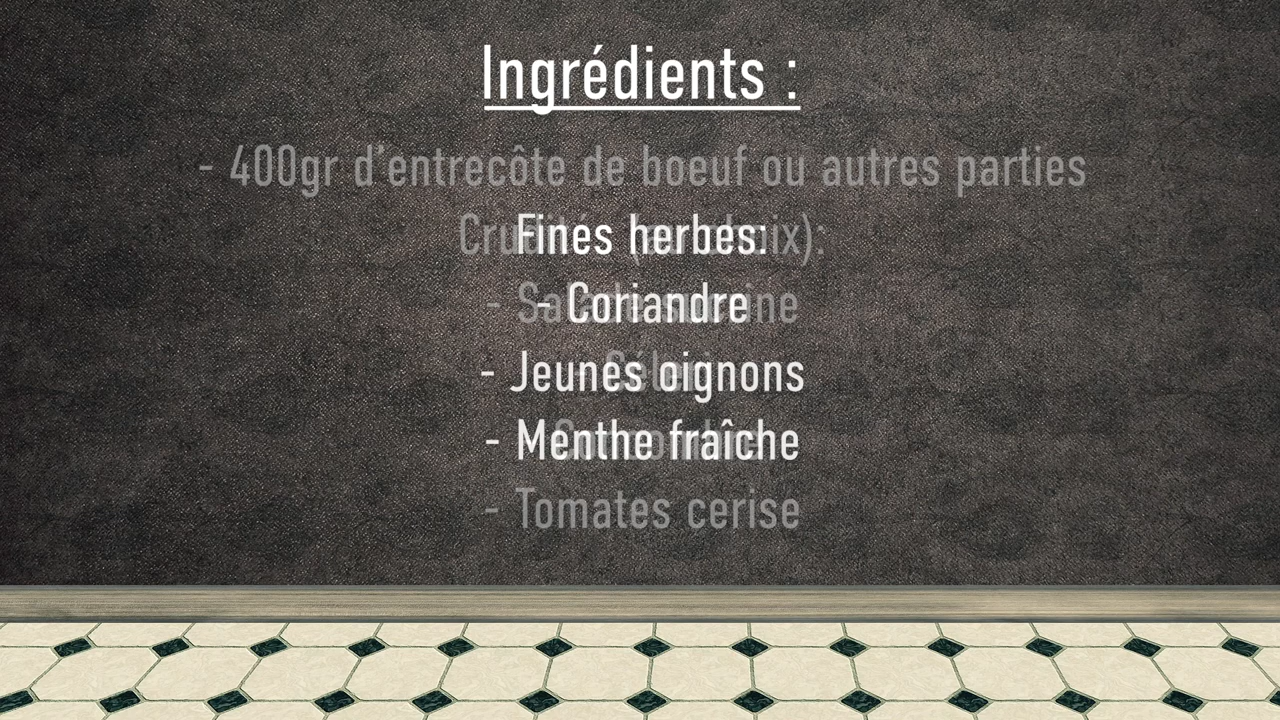 Ingrédients :
- 400gr d'entrecôte de boeuf ou autres parties
Fines herbes:
- Coriandre
- Jeunes oignons
- Menthe fraîche
- Tomates cerise